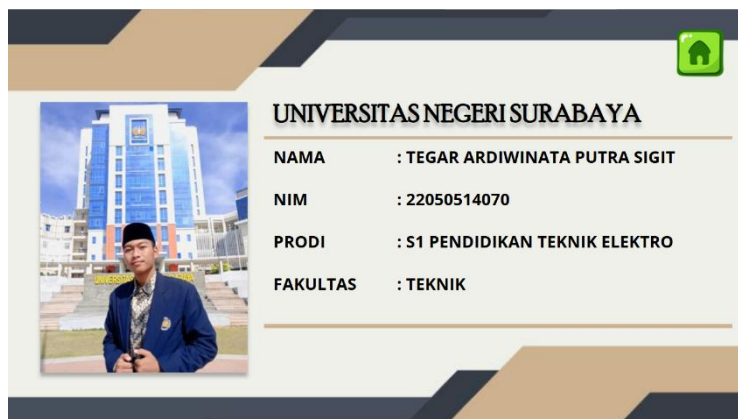 UNIVERSITAS NEGERI SURABAYA
NAMA : TEGAR ARDIWINATA PUTRA SIGIT
NIM : 22050514070
PRODI : S1 PENDIDIKAN TEKNIK ELEKTRO
FAKULTAS : TEKNIK